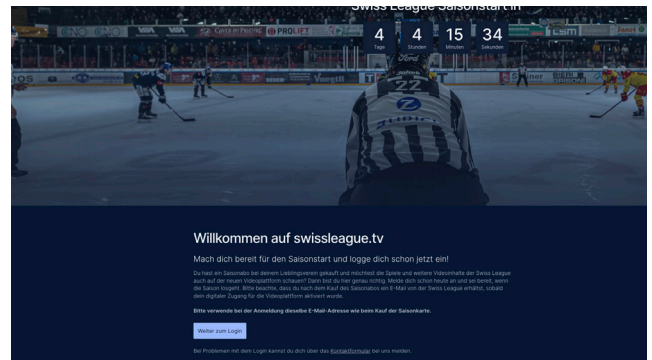 Swiss League Saisonstart in
4 4 15 34
Tage Stunden Minuten Sekunden
PROLIFT
22
Willkommen auf swissleague.tv
Mach dich bereit für den Saisonstart und logge dich schon jetzt ein!
Du hast ein Saisonabo bei deinem Lieblingsverein gekauft und möchtest die Spiele und weitere Videoinhalte der Swiss League
auch auf der neuen Videoplattform schauen? Dann bist du hier genau richtig. Melde dich schon heute an und sei bereit, wenn
die Saison losgeht. Bitte beachte, dass du nach dem Kauf des Saisonabos ein E-Mail von der Swiss League erhältst, sobald
dein digitaler Zugang für die Videoplattform aktiviert wurde.
Bitte verwende bei der Anmeldung dieselbe E-Mail-Adresse wie beim Kauf der Saisonkarte.
Weiter zum Login
Bei Problemen mit dem Login kannst du dich über das Kontaktformular bei uns melden.